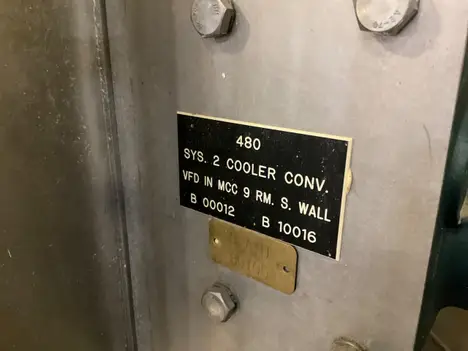 480
SYS. 2 COOLER CONV.
VFD IN MCC 9 RM. S. WALL
B 00012 B 10016